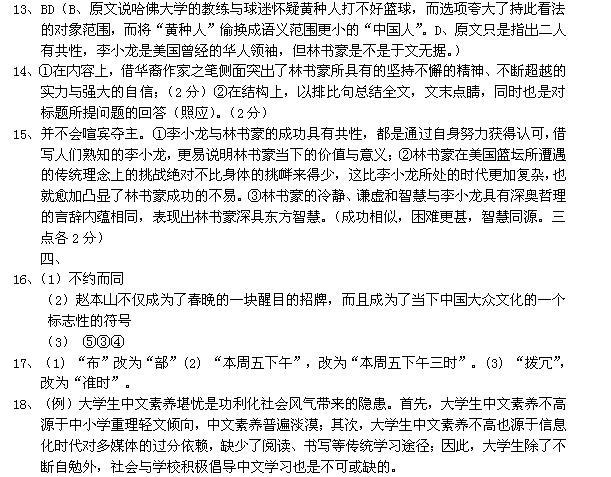 13、BD（B、原文说哈佛大学的教练与球迷怀疑黄种人打不好篮球，而选项夸大了持此看法
的对象范围，而将“黄种人”偷换成语义范围更小的“中国人”。D、原文只是指出二人
有共性，李小龙是美国曾经的华人领袖，但林书豪是不是于文无据。）
14、①在内容上，借华裔作家之笔侧面突出了林书豪所具有的坚持不懈的精神、不断超越的
实力与强大的自信；（2分）②在结构上，以排比句总结全文，文末点睛，同时也是对
标题所提问题的回答（照应）。（2分）
15、并不会喧宾夺主。①李小龙与林书豪的成功具有共性，都是通过自身努力获得认可，借
写人们熟知的李小龙，更易说明林书豪当下的价值与意义；②林书豪在美国篮坛所遭遇
的传统理念上的挑战绝对不比身体的挑衅来得少，这比李小龙所处的时代更加复杂，也
就愈加凸显了林书豪成功的不易。③林书豪的冷静、谦虚和智慧与李小龙具有深奥哲理
的言辞内蕴相同，表现出林书豪深具东方智慧。（成功相似，困难更甚，智慧同源。三
点各2分）
四、
16、（1）不约而同
（2）赵本山不仅成为了春晚的一块醒目的招牌，而且成为了当下中国大众文化的一个
标志性的符号
（3） ⑤③④
17、（1）“布”改为“部”（2）“本周五下午”，改为“本周五下午三时”。（3）“拨冗”，
改为“准时”。
18、（例）大学生中文素养堪忧是功利化社会风气带来的隐患。首先，大学生中文素养不高
源于中小学重理轻文倾向，中文素养普遍淡漠；其次，大学生中文素养不高也源于信息
化时代对多媒体的过分依赖，缺少了阅读、书写等传统学习途径；因此，大学生除了不
断自勉外，社会与学校积极倡导中文学习也是不可或缺的。